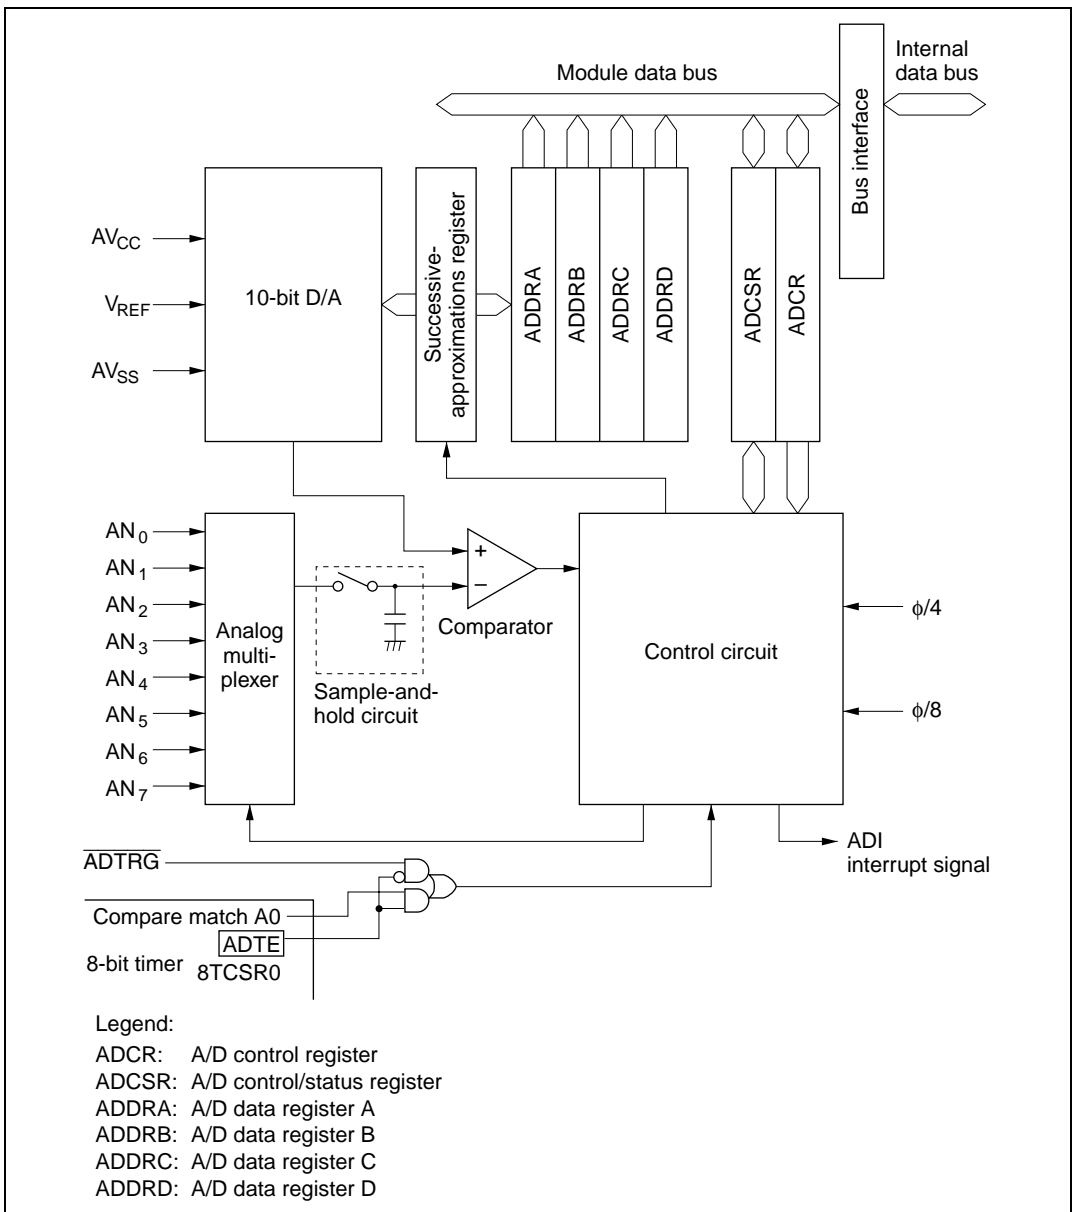 Internal
data bus
Module data bus
Bus interface
AVCC
VREF
AVSS
10-bit D/A
Successive-
approximations register
ADDRA
ADDRB
ADDRC
ADDRD
ADCSR
ADCR
AN0
AN1
AN2
AN3
AN4
AN5
AN6
AN7
Analog
multi-
plexer
Sample-and-
hold circuit
+
−
Comparator
Control circuit
ϕ/4
ϕ/8
ADI
interrupt signal
ADTRG
Compare match A0
ADTE
8-bit timer
8TCSR0
Legend:
ADCR: A/D control register
ADCSR: A/D control/status register
ADDRA: A/D data register A
ADDRB: A/D data register B
ADDRC: A/D data register C
ADDRD: A/D data register D